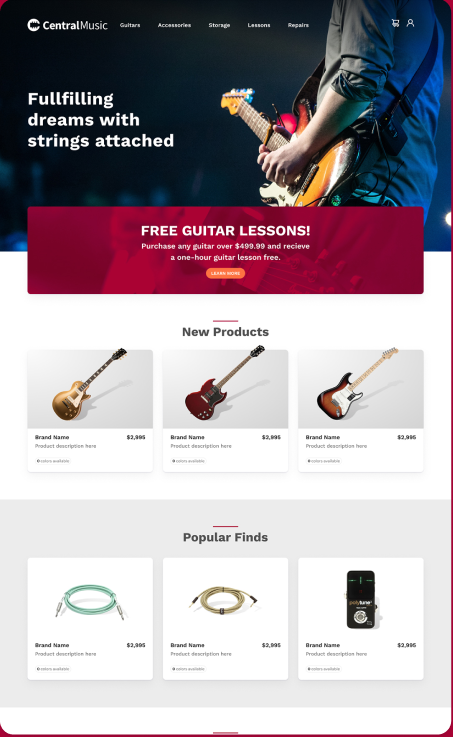 CentralMusic Guitars Accessories Storage Lessons Repairs
Fullfilling
dreams with
strings attached
FREE GUITAR LESSONS!
Purchase any guitar over $499.99 and recieve
a one-hour guitar lesson free.
LEARN MORE
New Products
Brand Name $2,995 Brand Name $2,995 Brand Name $2,995
Product description here Product description here Product description here
0 colors available 0 colors available 0 colors available
Popular Finds
polytune
Brand Name $2,995 Brand Name $2,995 Brand Name $2,995
Product description here Product description here Product description here
0 colors available 0 colors available 0 colors available